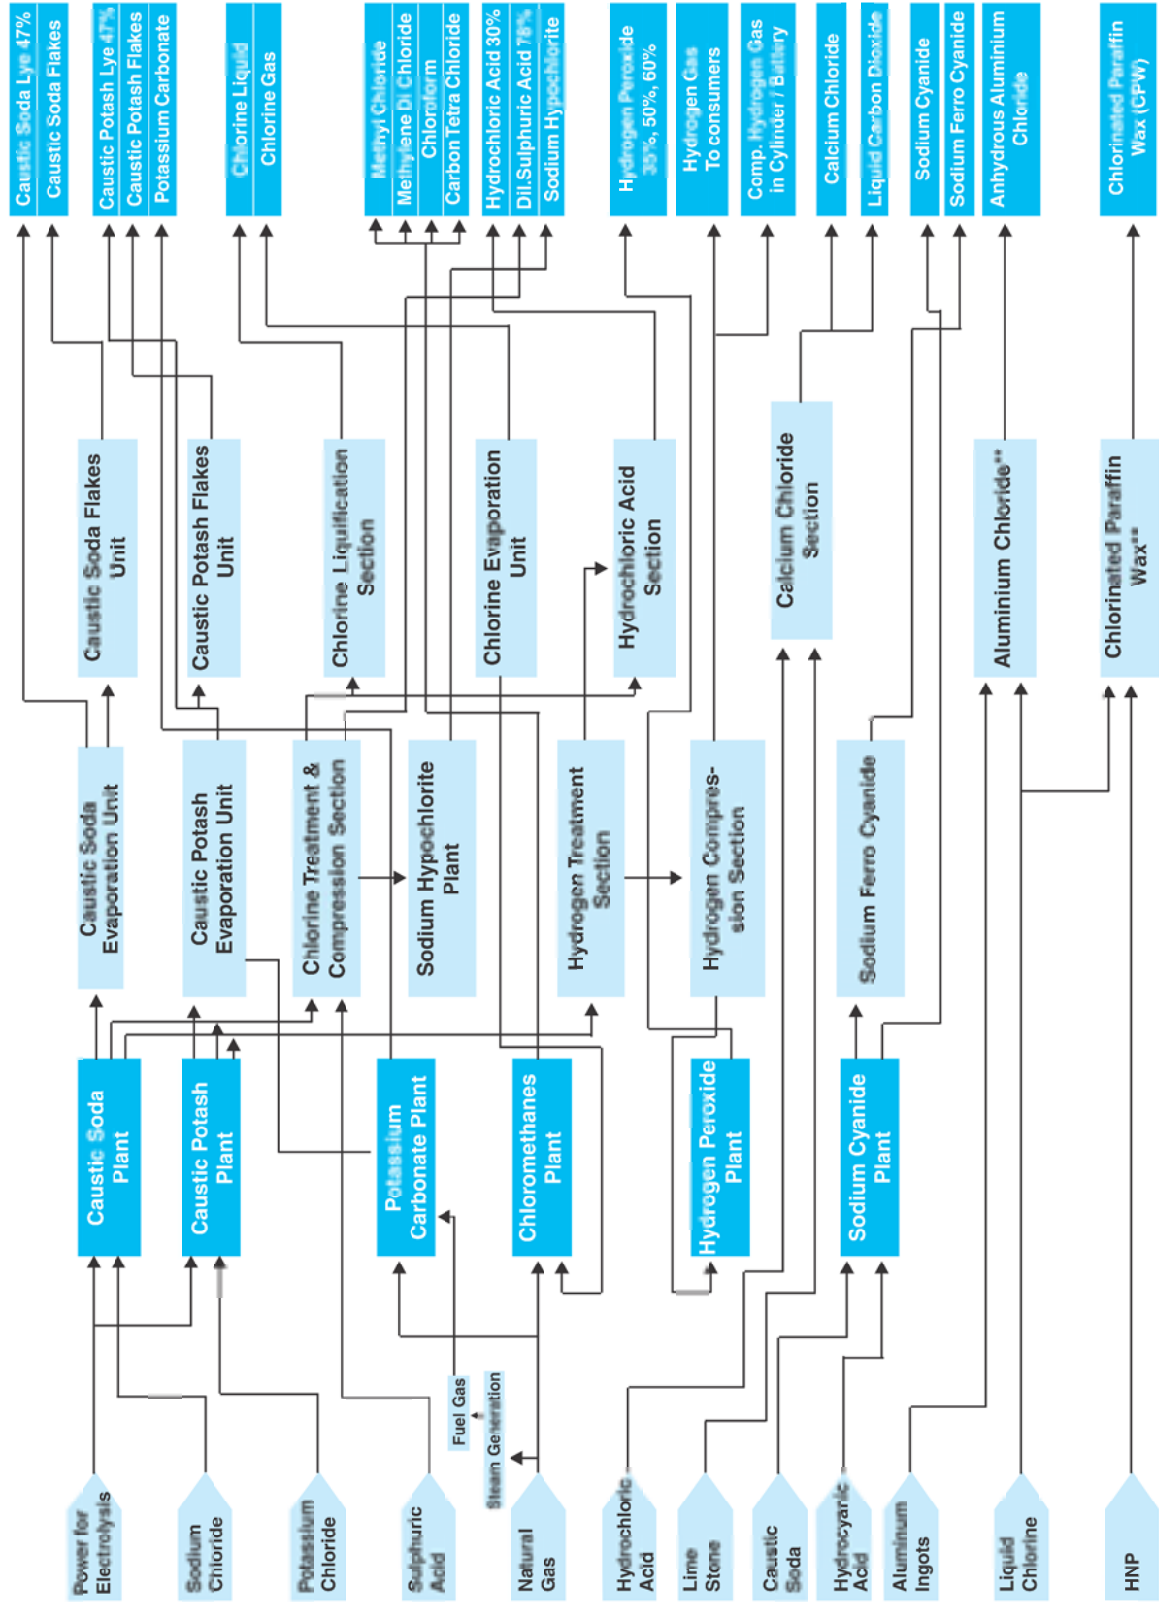 Power for
Electrolysis
Sodium
Chloride
Potassium
Chloride
Sulphuric
Acid
Natural
Gas
Hydrochloric
Acid
Lime
Stone
Caustic
Soda
Hydrocyanic
Acid
Aluminum
Ingots
Liquid
Chlorine
HNP
Fuel Gas
Steam Generation
Caustic Soda
Plant
Caustic Potash
Plant
Potassium
Carbonate Plant
Chloromethanes
Plant
Hydrogen Peroxide
Plant
Sodium Cyanide
Plant
Caustic Soda
Evaporation Unit
Caustic Potash
Evaporation Unit
Chlorine Treatment &
Compression Section
Sodium Hypochlorite
Plant
Hydrogen Treatment
Section
Hydrogen Compres-
sion Section
Sodium Ferro Cyanide
Caustic Soda Flakes
Unit
Caustic Potash Flakes
Unit
Chlorine Liquification
Section
Chlorine Evaporation
Unit
Hydrochloric Acid
Section
Calcium Chloride
Section
Aluminium Chloride**
Chlorinated Paraffin
Wax**
Caustic Soda Lye 47%
Caustic Soda Flakes
Caustic Potash Lye 47%
Caustic Potash Flakes
Potassium Carbonate
Chlorine Liquid
Chlorine Gas
Methyl Chloride
Methylene Di Chloride
Chloroform
Carbon Tetra Chloride
Hydrochloric Acid 30%
Dil.Sulphuric Acid 78%
Sodium Hypochlorite
Hydrogen Peroxide
35%, 50%, 60%
Hydrogen Gas
To consumers
Comp. Hydrogen Gas
in Cylinder / Battery
Calcium Chloride
Liquid Carbon Dioxide
Sodium Cyanide
Sodium Ferro Cyanide
Anhydrous Aluminium
Chloride
Chlorinated Paraffin
Wax (CPW)